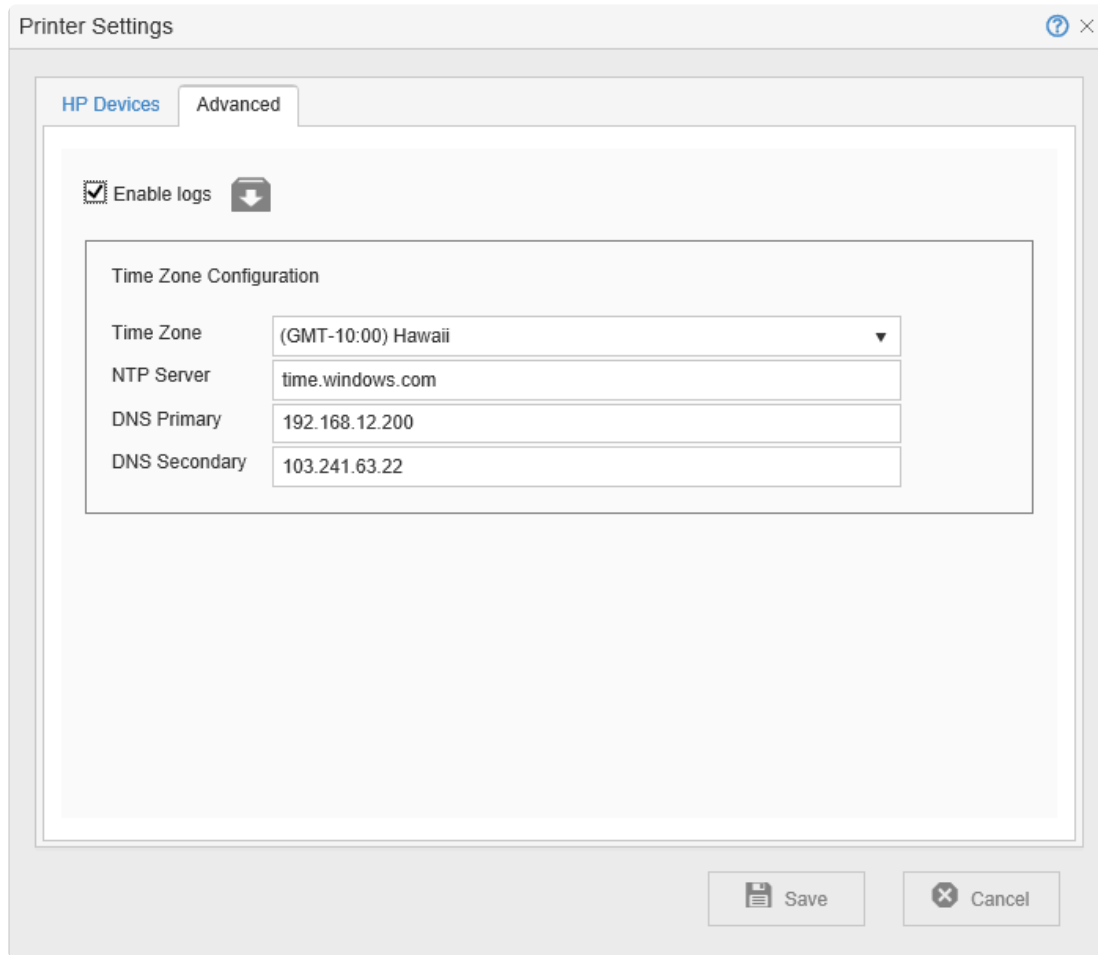 Printer Settings
HP Devices
Advanced
Enable logs
Time Zone Configuration
Time Zone (GMT-10:00) Hawaii
NTP Server time.windows.com
DNS Primary 192.168.12.200
DNS Secondary 103.241.63.22
Save Cancel